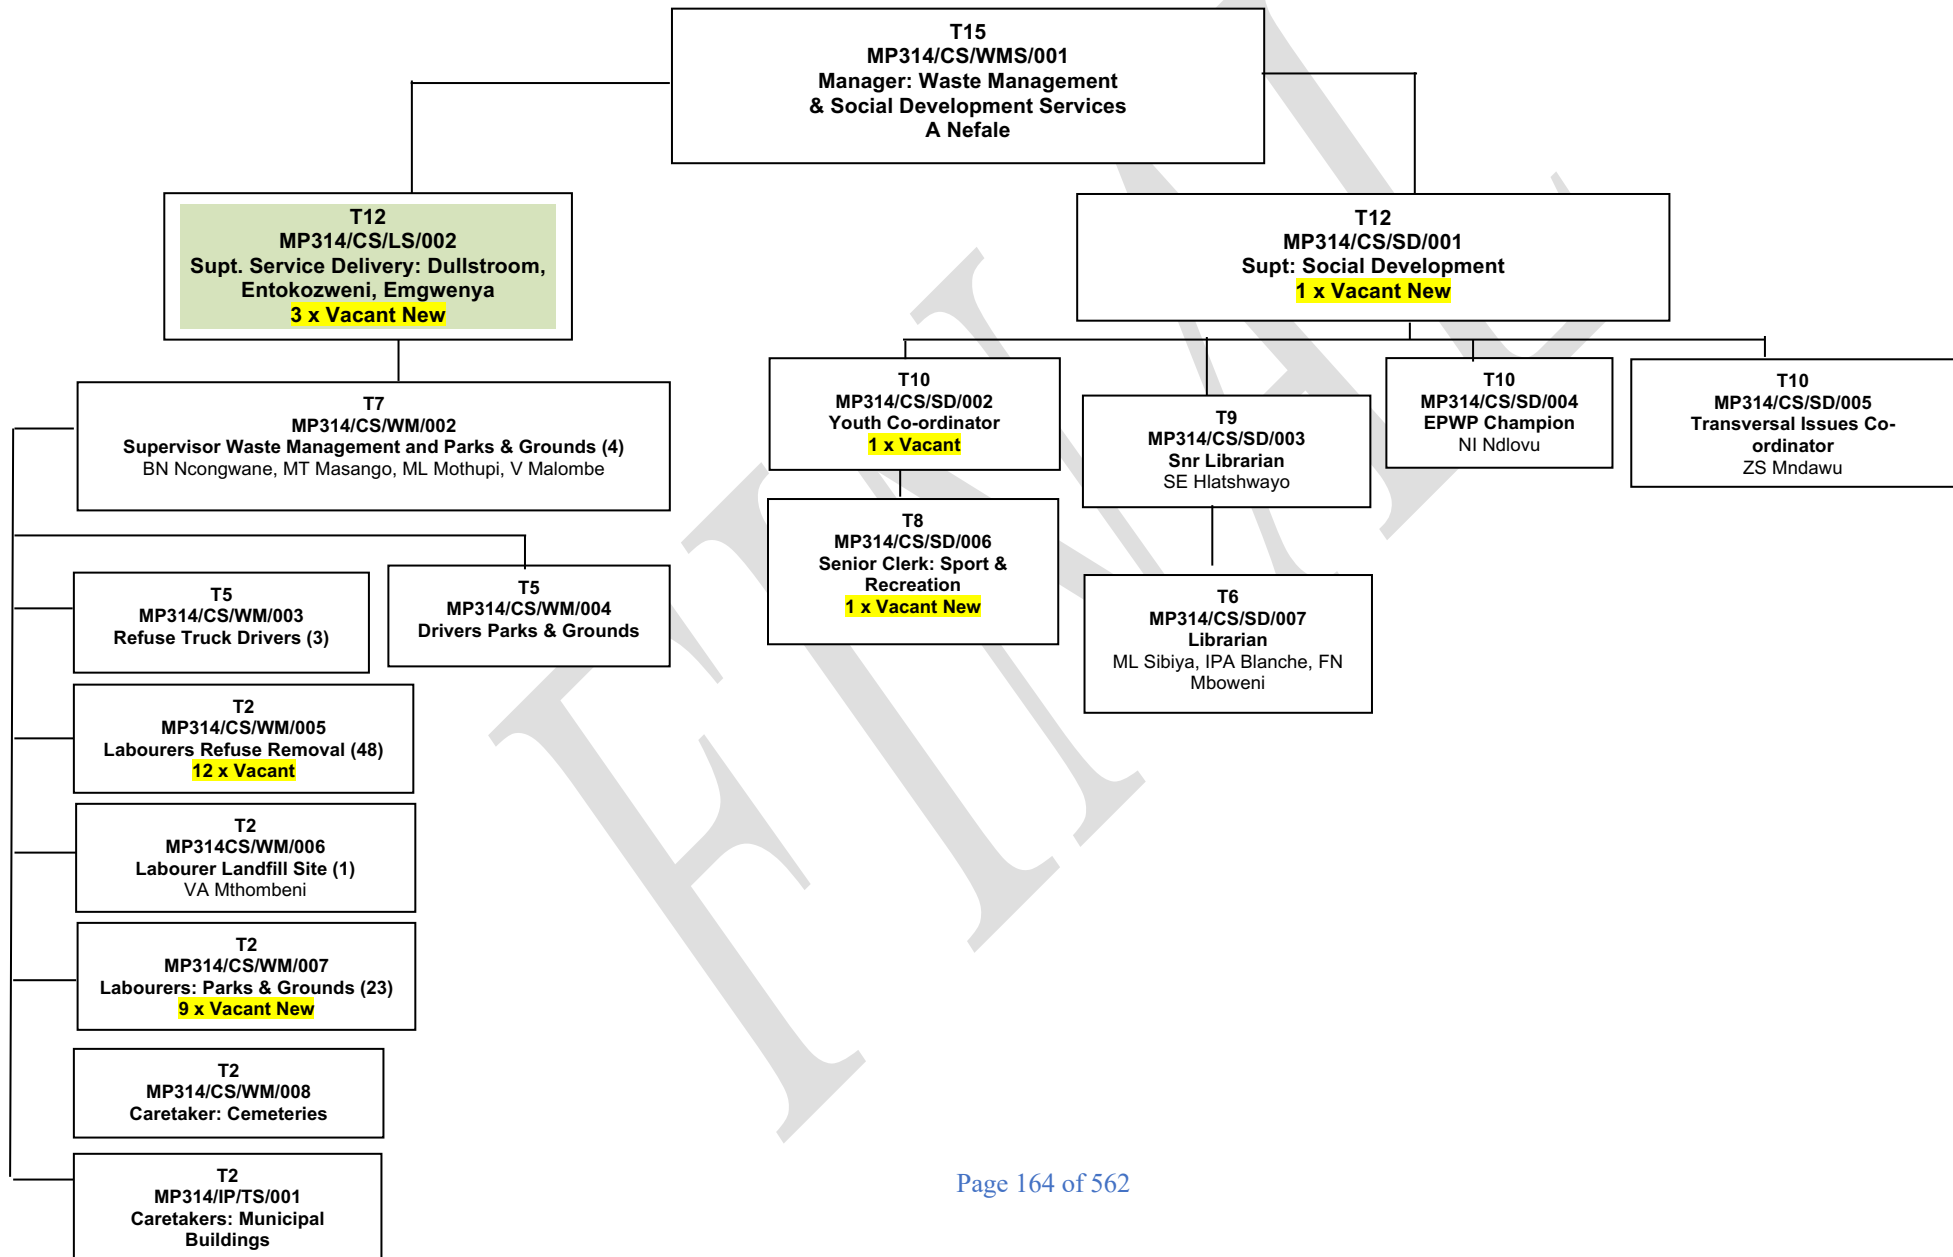 T15
MP314/CS/WMS/001
Manager: Waste Management
& Social Development Services
A Nefale
T12
MP314/CS/LS/002
Supt. Service Delivery: Dullstroom,
Entokozweni, Emgwenya
3 x Vacant New
T12
MP314/CS/SD/001
Supt: Social Development
1 x Vacant New
T7
MP314/CS/WM/002
Supervisor Waste Management and Parks & Grounds (4)
BN Ncongwane, MT Masango, ML Mothupi, V Malombe
T10
MP314/CS/SD/002
Youth Co-ordinator
1 x Vacant
T9
MP314/CS/SD/003
Snr Librarian
SE Hlatshwayo
T10
MP314/CS/SD/004
EPWP Champion
NI Ndlovu
T10
MP314/CS/SD/005
Transversal Issues Co-
ordinator
ZS Mndawu
T8
MP314/CS/SD/006
Senior Clerk: Sport &
Recreation
1 x Vacant New
T6
MP314/CS/SD/007
Librarian
ML Sibiya, IPA Blanche, FN
Mboweni
T5
MP314/CS/WM/003
Refuse Truck Drivers (3)
T5
MP314/CS/WM/004
Drivers Parks & Grounds
T2
MP314/CS/WM/005
Labourers Refuse Removal (48)
12 x Vacant
T2
MP314CS/WM/006
Labourer Landfill Site (1)
VA Mthombeni
T2
MP314/CS/WM/007
Labourers: Parks & Grounds (23)
9 x Vacant New
T2
MP314/CS/WM/008
Caretaker: Cemeteries
T2
MP314/IP/TS/001
Caretakers: Municipal
Buildings
FINAL
Page 164 of 562